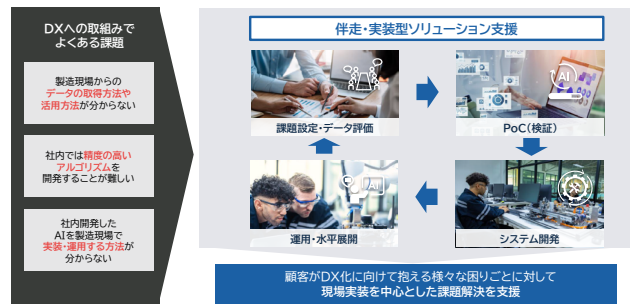 DXへの取組みで
よくある課題
製造現場からの
データの取得方法や
活用方法が分からない
社内では精度の高い
アルゴリズムを
開発することが難しい
社内開発した
AIを製造現場で
実装・運用する方法が
分からない
伴走・実装型ソリューション支援
課題設定・データ評価
AI
PoC(検証)
AI
運用・水平展開
システム開発
顧客がDX化に向けて抱える様々な困りごとに対して
現場実装を中心とした課題解決を支援